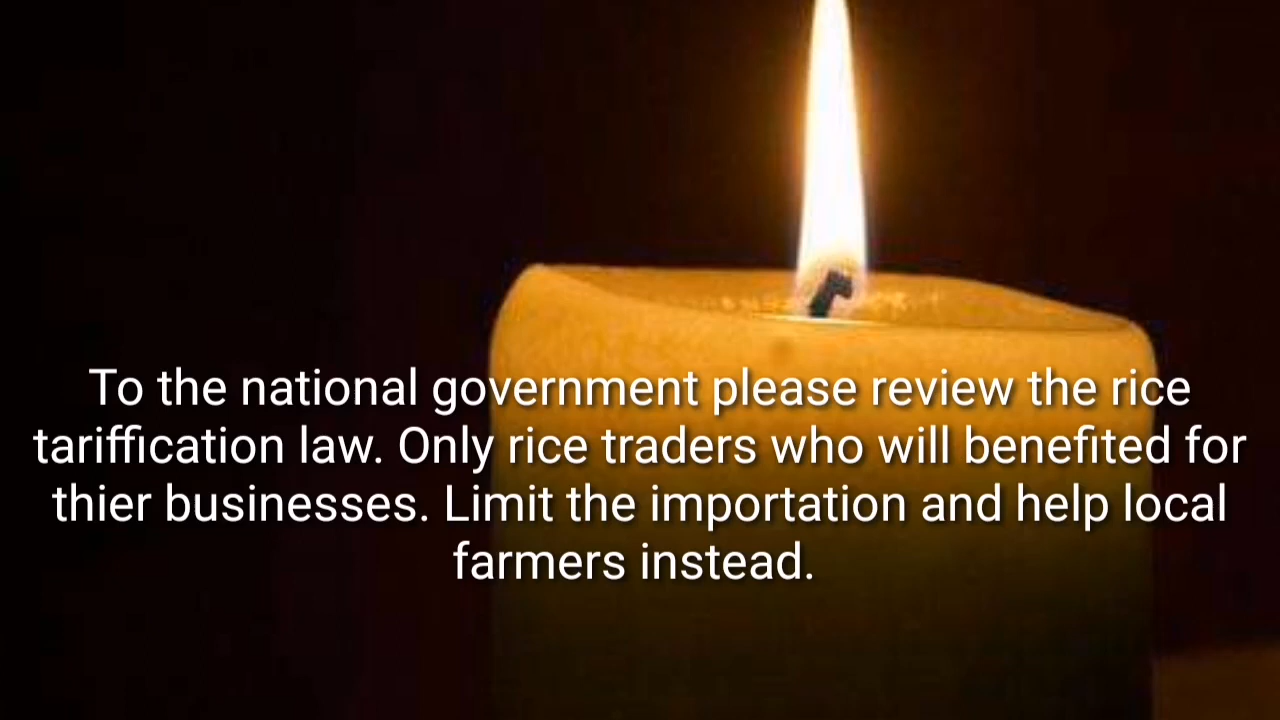 To the national government please review the rice
tariffication law. Only rice traders who will benefited for
thier businesses. Limit the importation and help local
farmers instead.